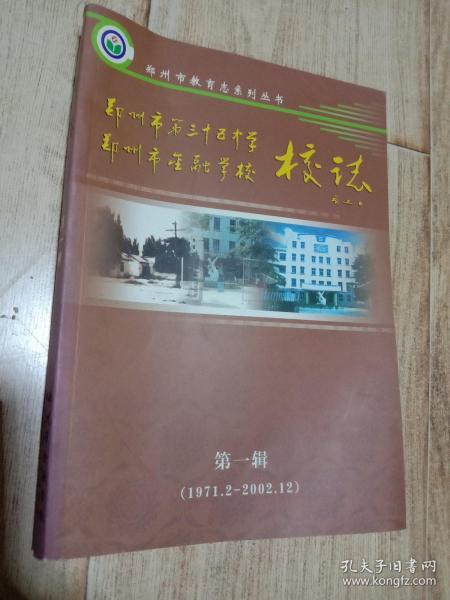 郑州市教育志系列丛书
郑州市第三十五中学
郑州市金融学校
校志
第一辑
(1971.2-2002.12)
孔夫子旧书网
www.kongfz.com